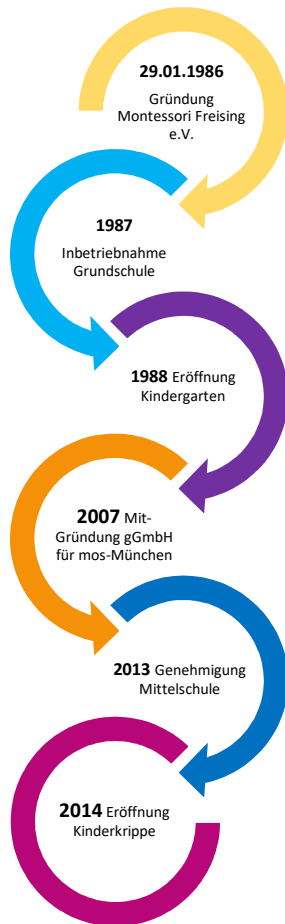 29.01.1986
Gründung
Montessori Freising
e.V.
1987
Inbetriebnahme
Grundschule
1988 Eröffnung
Kindergarten
2007 Mit-
Gründung gGmbH
für mos-München
2013 Genehmigung
Mittelschule
2014 Eröffnung
Kinderkrippe